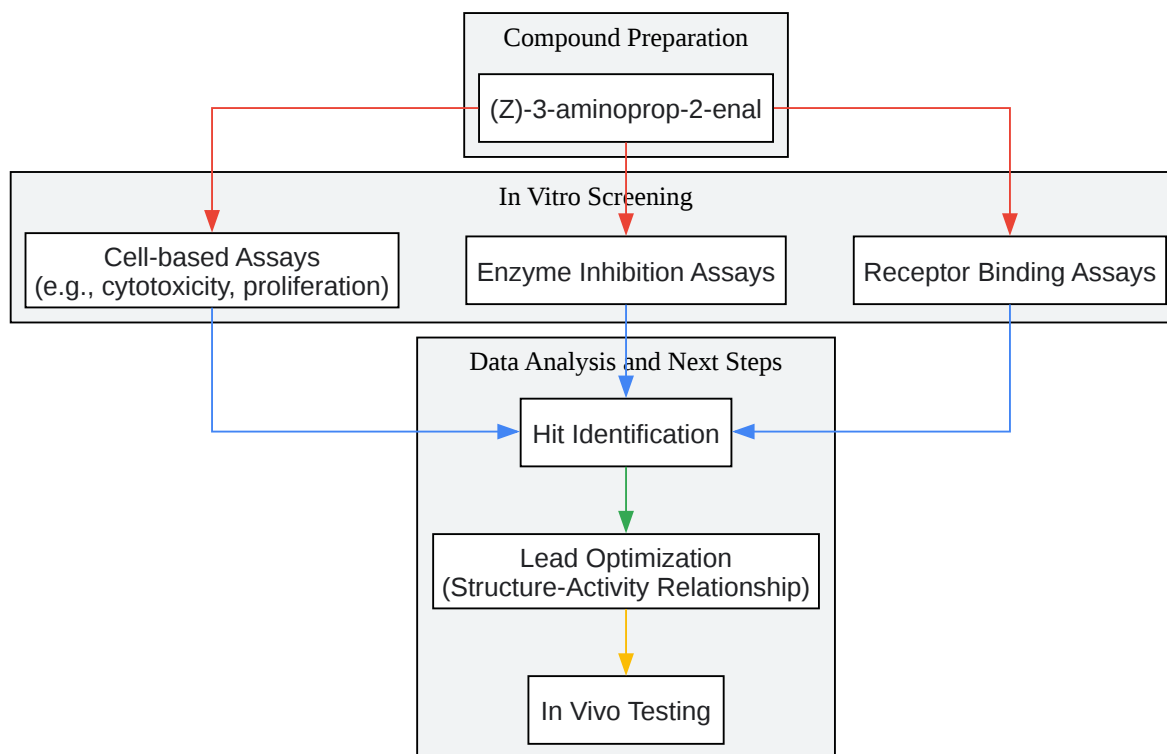 Compound Preparation
(Z)-3-aminoprop-2-enal
In Vitro Screening
Cell-based Assays
(e.g., cytotoxicity, proliferation)
Enzyme Inhibition Assays
Receptor Binding Assays
Data Analysis and Next Steps
Hit Identification
Lead Optimization
(Structure-Activity Relationship)
In Vivo Testing